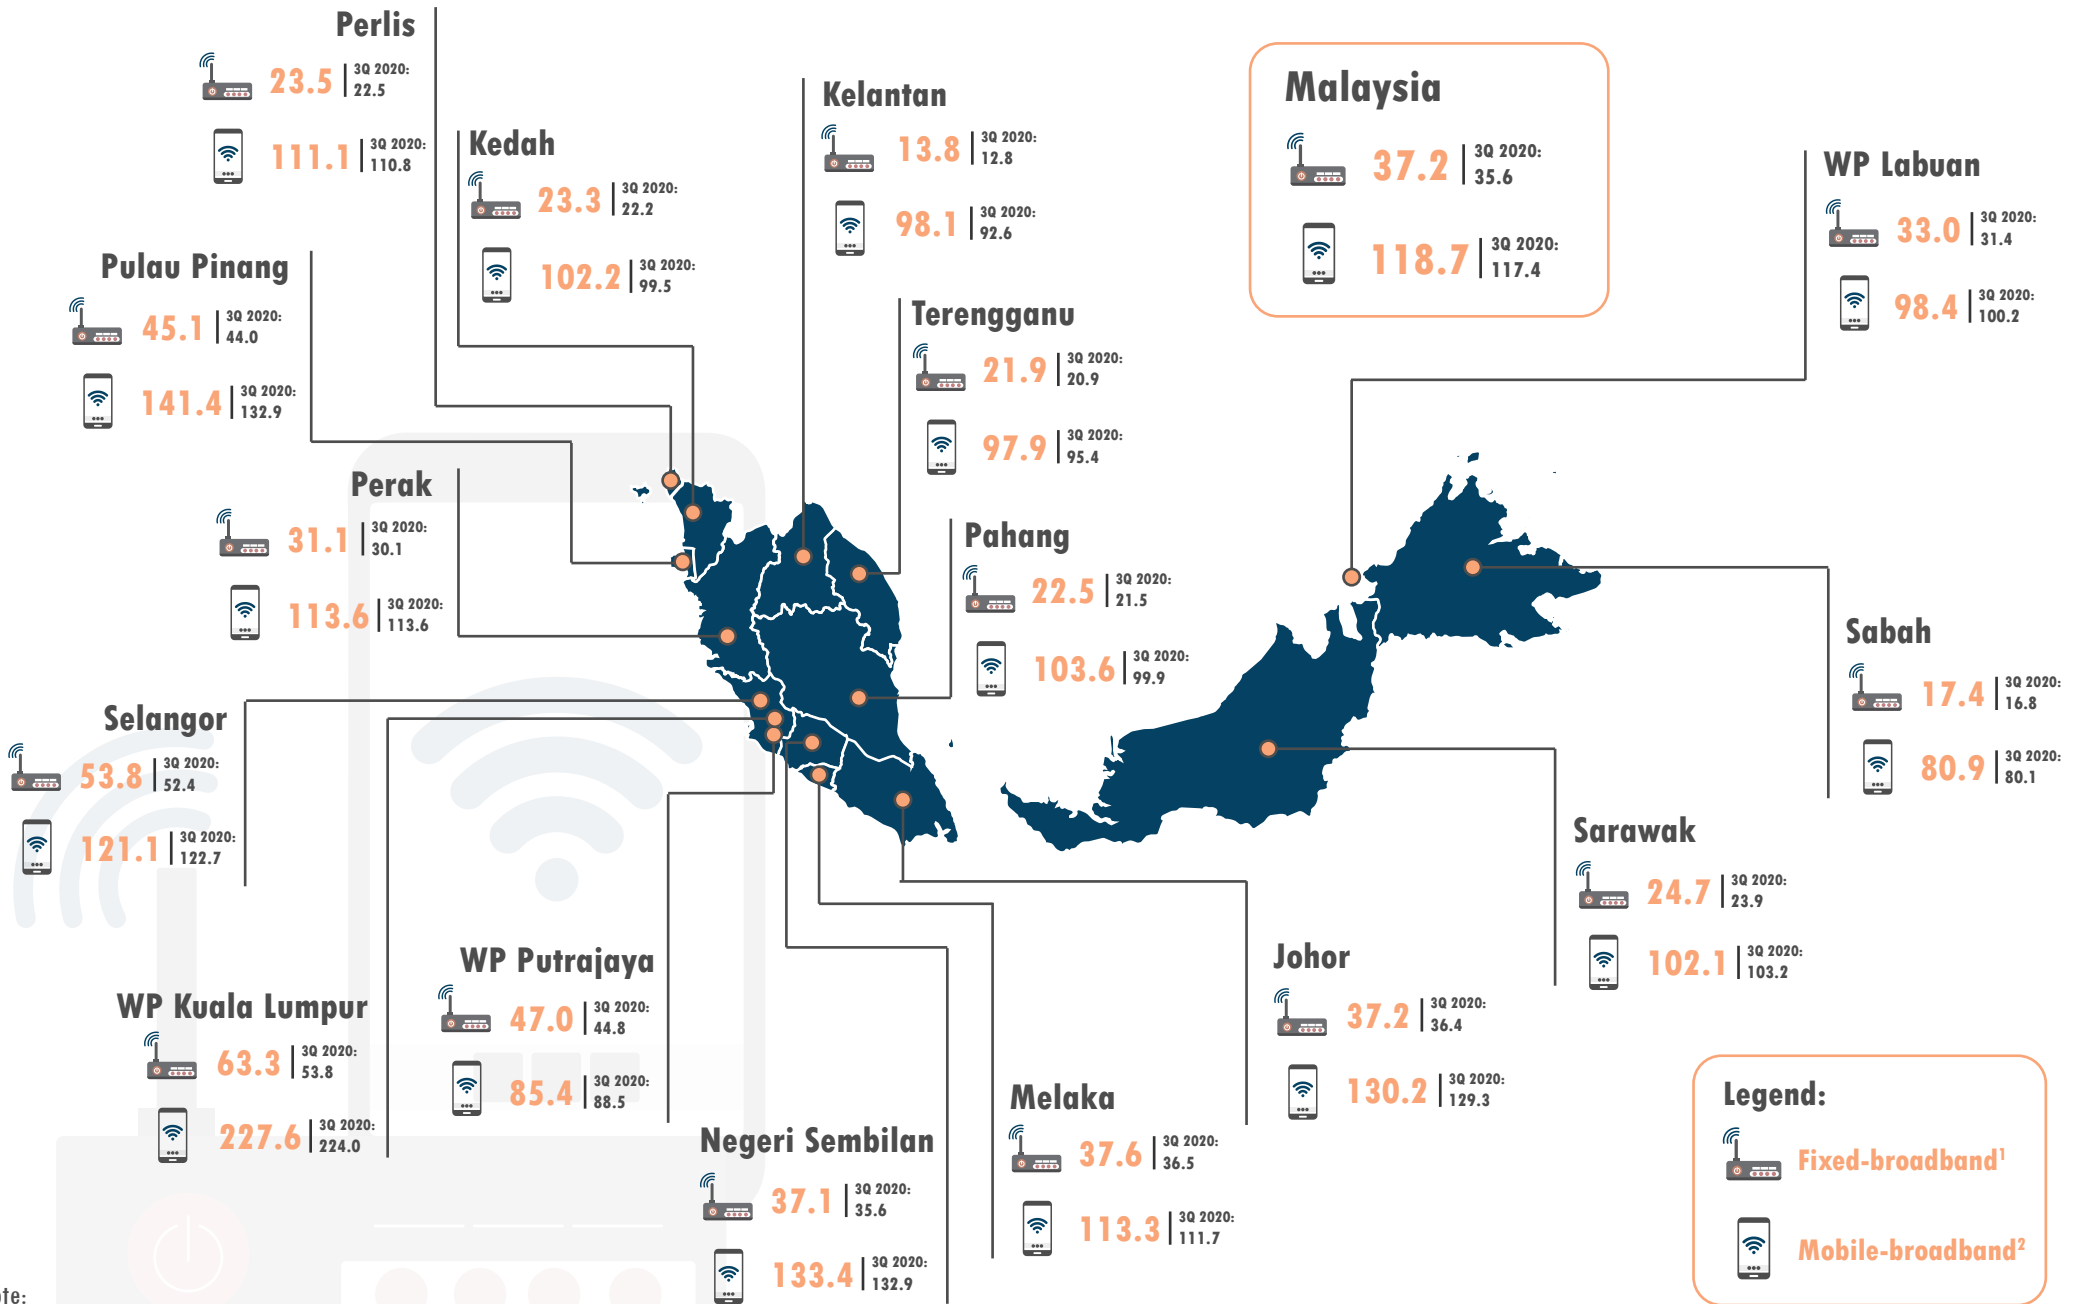 Perlis
23.5
3Q 2020:
22.5
111.1
3Q 2020:
110.8
Kedah
23.3
3Q 2020:
22.2
102.2
3Q 2020:
99.5
Kelantan
13.8
3Q 2020:
12.8
98.1
3Q 2020:
92.6
Malaysia
37.2
3Q 2020:
35.6
118.7
3Q 2020:
117.4
WP Labuan
33.0
3Q 2020:
31.4
98.4
3Q 2020:
100.2
Pulau Pinang
45.1
3Q 2020:
44.0
141.4
3Q 2020:
132.9
Terengganu
21.9
3Q 2020:
20.9
97.9
3Q 2020:
95.4
Perak
31.1
3Q 2020:
30.1
113.6
3Q 2020:
113.6
Pahang
22.5
3Q 2020:
21.5
103.6
3Q 2020:
99.9
Sabah
17.4
3Q 2020:
16.8
80.9
3Q 2020:
80.1
Selangor
53.8
3Q 2020:
52.4
121.1
3Q 2020:
122.7
Sarawak
24.7
3Q 2020:
23.9
102.1
3Q 2020:
103.2
WP Putrajaya
47.0
3Q 2020:
44.8
85.4
3Q 2020:
88.5
Johor
37.2
3Q 2020:
36.4
130.2
3Q 2020:
129.3
WP Kuala Lumpur
63.3
3Q 2020:
53.8
227.6
3Q 2020:
224.0
Melaka
37.6
3Q 2020:
36.5
113.3
3Q 2020:
111.7
Negeri Sembilan
37.1
3Q 2020:
35.6
133.4
3Q 2020:
132.9
Legend:
Fixed-broadband¹
Mobile-broadband²